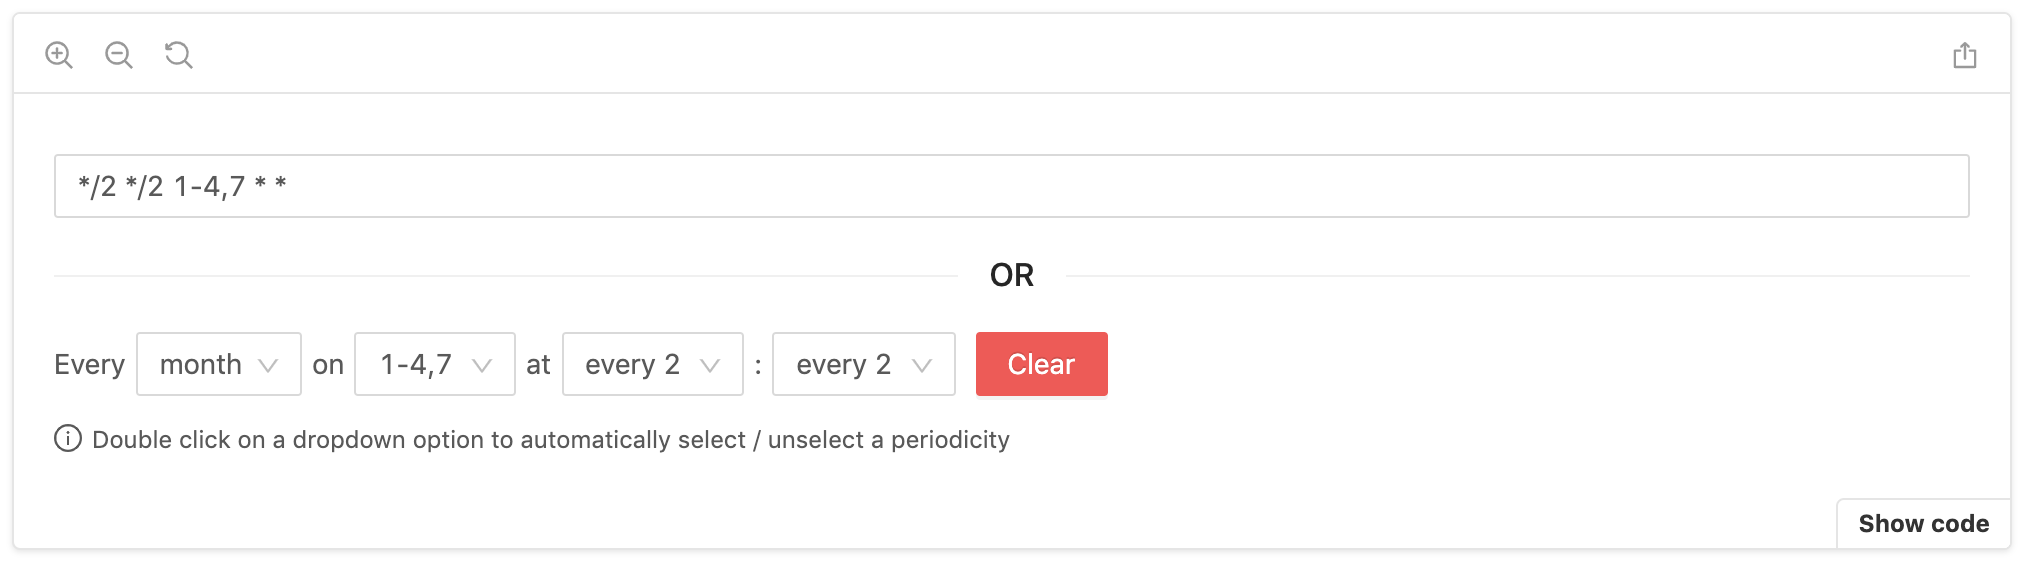 */2 */2 1-4,7 * *
OR
Every month on 1-4,7 at every 2 : every 2 Clear
Double click on a dropdown option to automatically select / unselect a periodicity
Show code